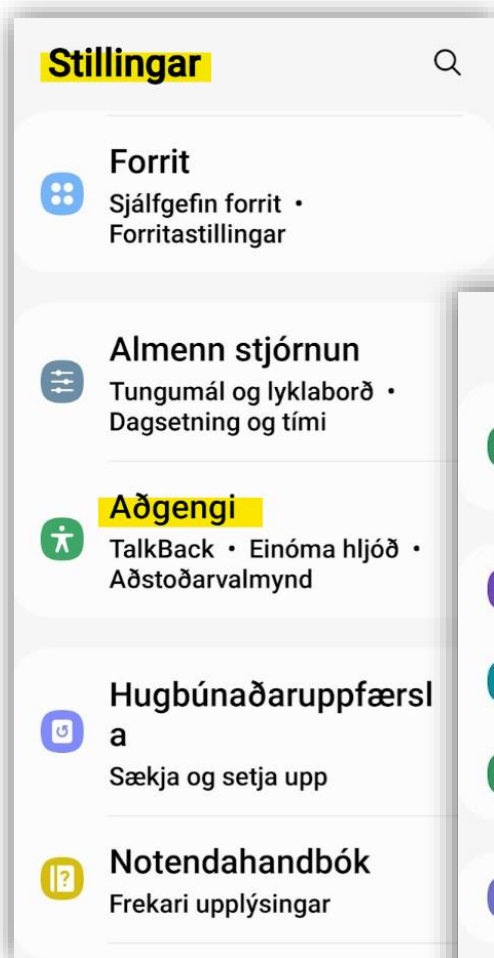 Stillingar
Forrit
Sjálfgefin forrit •
Forritastillingar
Almenn stjórnun
Tungumál og lyklaborð •
Dagsetning og tími
Aðgengi
TalkBack • Einóma hljóð •
Aðstoðarvalmynd
Hugbúnaðaruppfærsl
a
Sækja og setja upp
Notendahandbók
Frekari upplýsingar